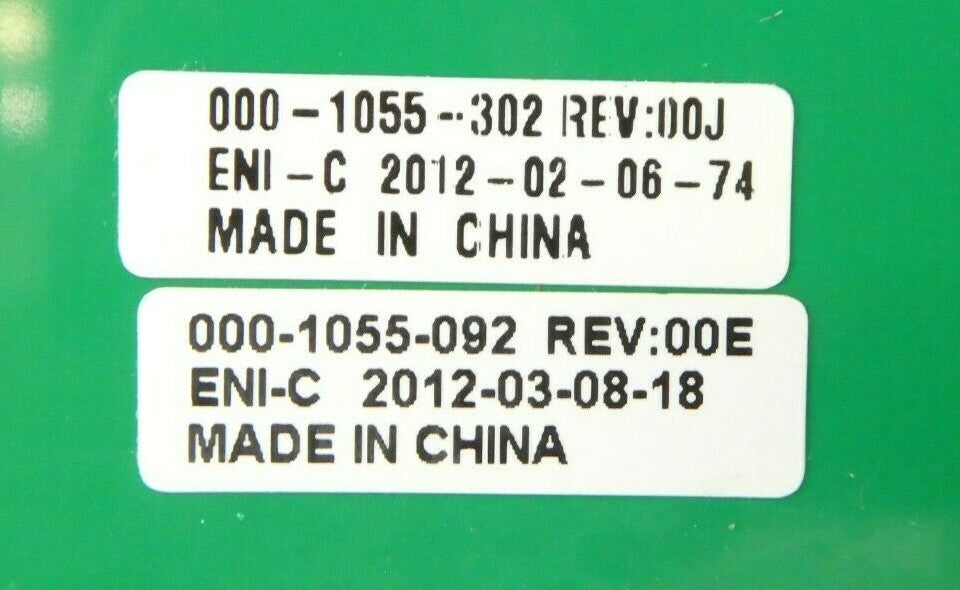 000-1055-302 REV:00J
ENI-C 2012-02-06-74
MADE IN CHINA
000-1055-092 REV:00E
ENI-C 2012-03-08-18
MADE IN CHINA